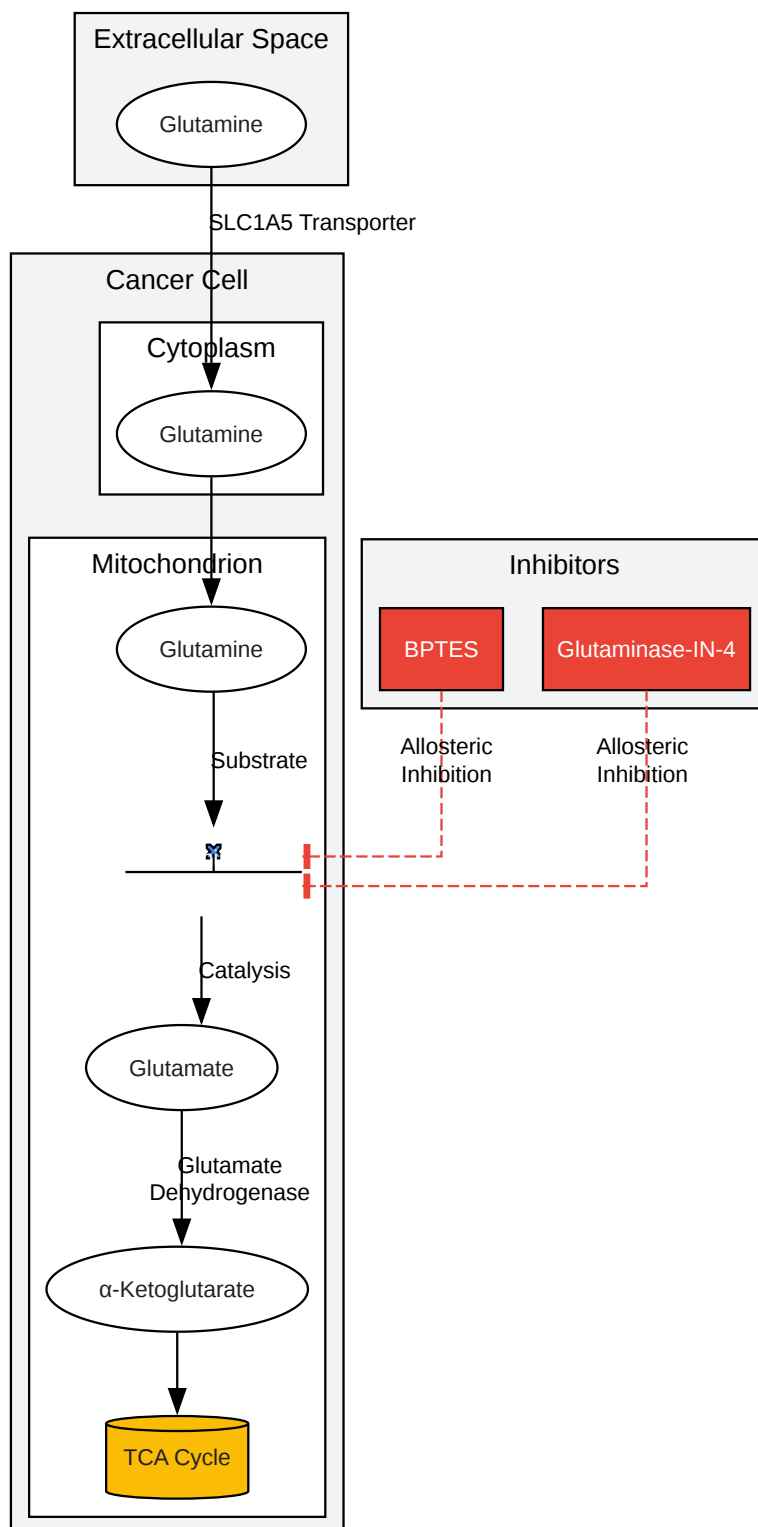 Extracellular Space
Glutamine
SLC1A5 Transporter
Cancer Cell
Cytoplasm
Glutamine
Mitochondrion
Glutamine
Substrate
Inhibitors
BPTES
Glutaminase-IN-4
Allosteric
Inhibition
Allosteric
Inhibition
Catalysis
Glutamate
Glutamate
Dehydrogenase
α-Ketoglutarate
TCA Cycle